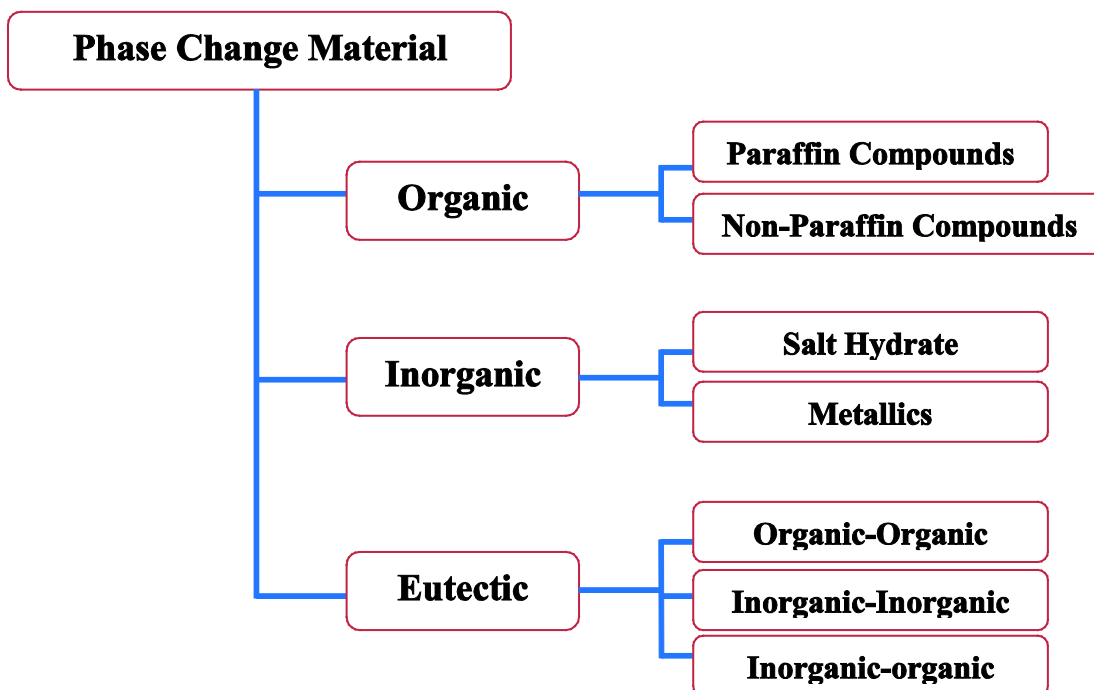 Phase Change Material
Organic
Paraffin Compounds
Non-Paraffin Compounds
Inorganic
Salt Hydrate
Metallics
Eutectic
Organic-Organic
Inorganic-Inorganic
Inorganic-organic